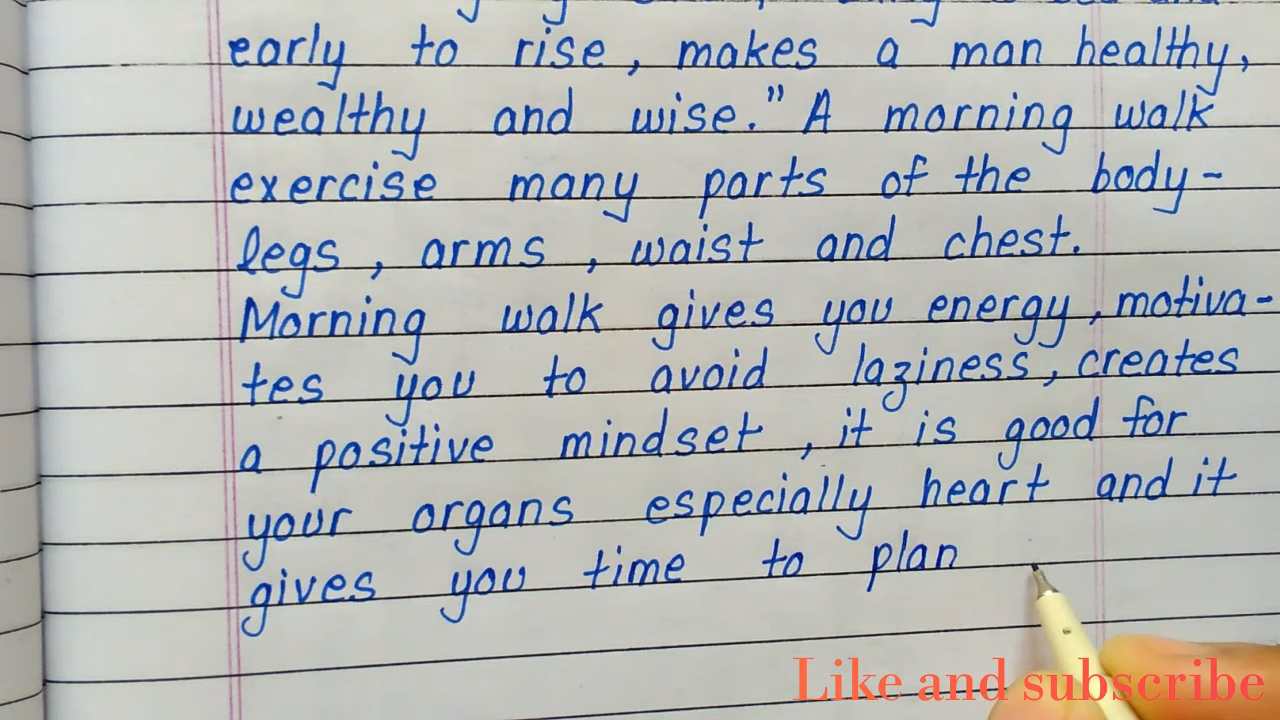 early to rise, makes a man healthy,
wealthy and wise." A morning walk
exercise many parts of the body-
legs, arms, waist and chest.
Morning walk gives you energy, motiva-
tes you to avoid laziness, creates
a positive mindset, it is good for
your organs especially heart and it
gives you time to plan
Like and subscribe